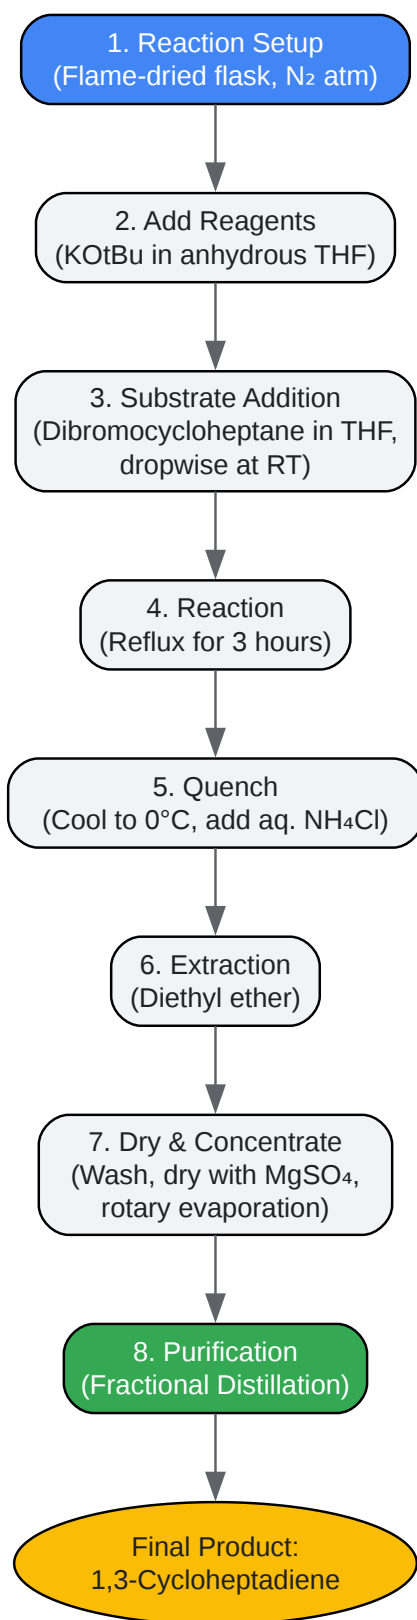 1. Reaction Setup
(Flame-dried flask, N₂ atm)
2. Add Reagents
(KOtBu in anhydrous THF)
3. Substrate Addition
(Dibromocycloheptane in THF,
dropwise at RT)
4. Reaction
(Reflux for 3 hours)
5. Quench
(Cool to 0°C, add aq. NH₄Cl)
6. Extraction
(Diethyl ether)
7. Dry & Concentrate
(Wash, dry with MgSO₄,
rotary evaporation)
8. Purification
(Fractional Distillation)
Final Product:
1,3-Cycloheptadiene